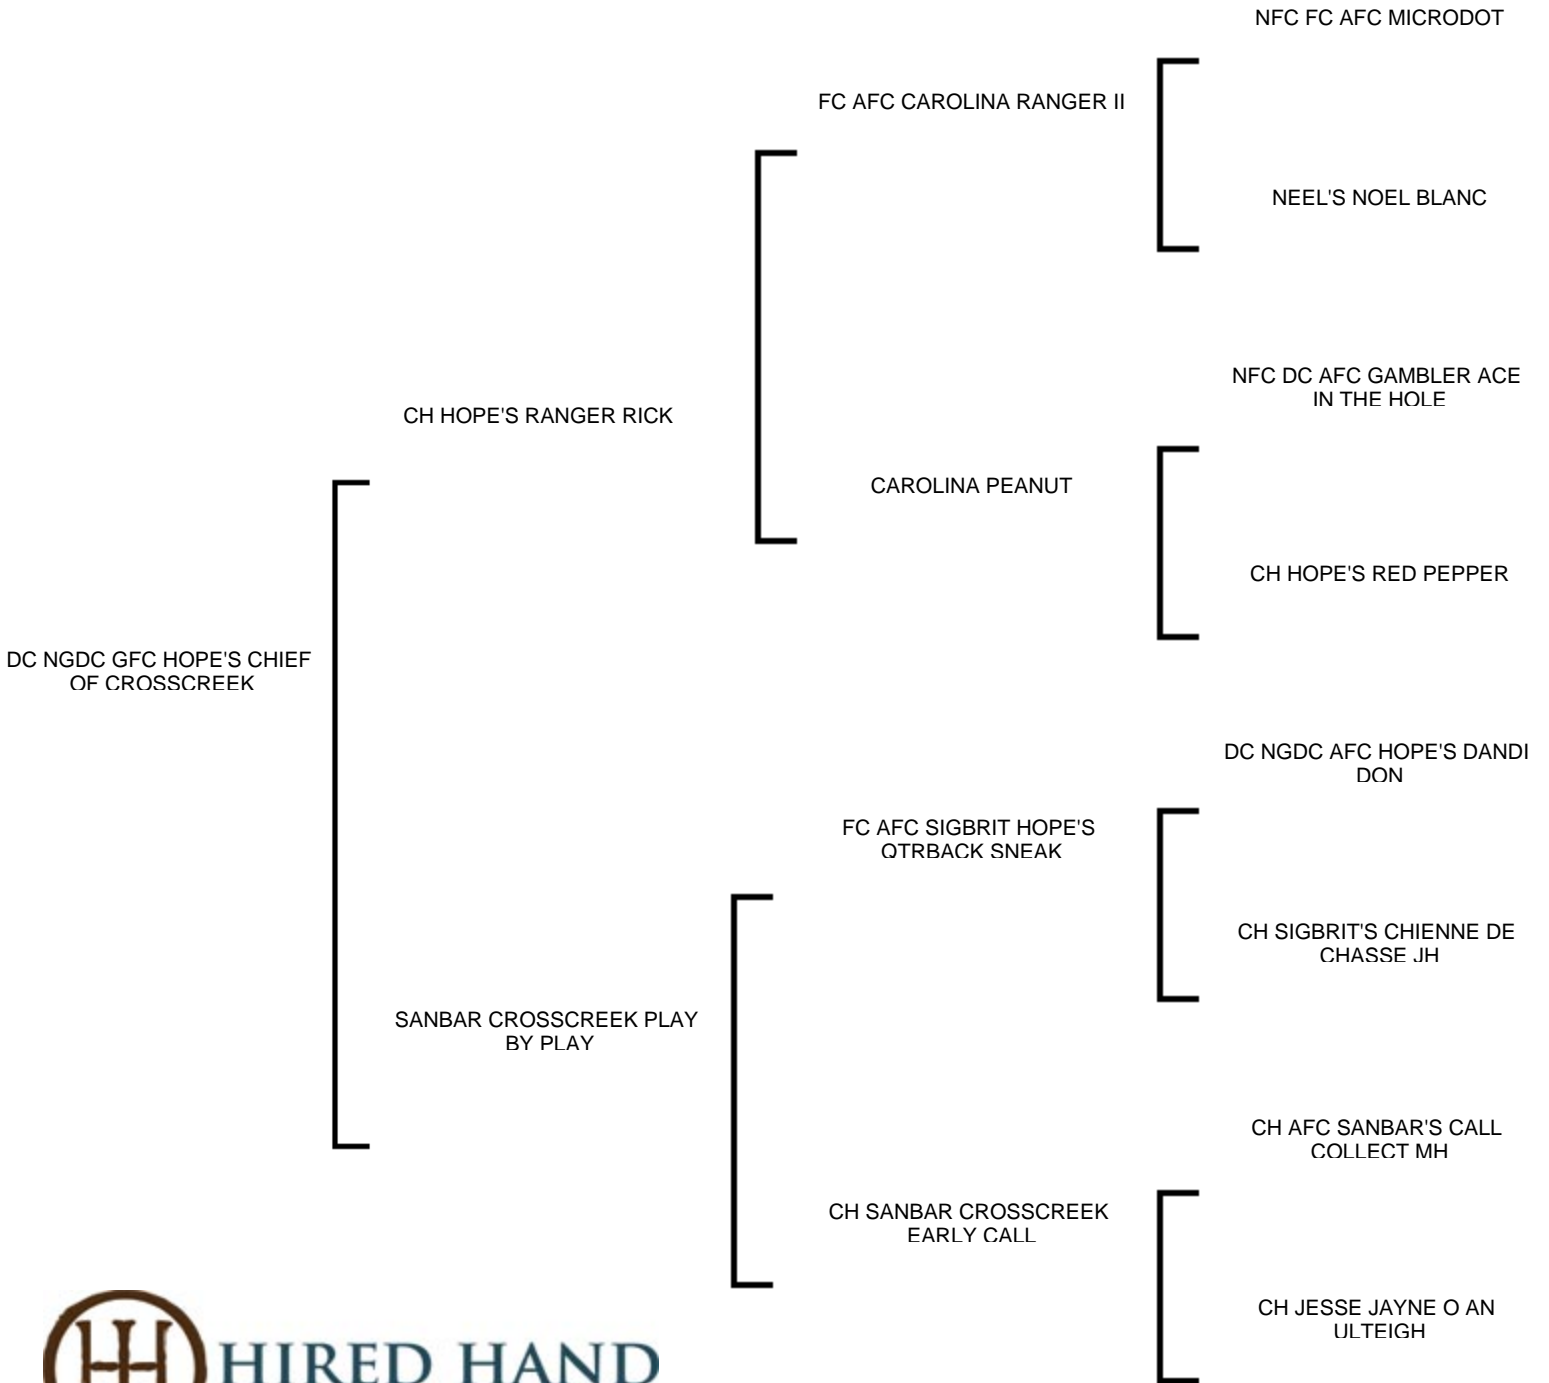 NFC FC AFC MICRODOT
FC AFC CAROLINA RANGER II
NEEL'S NOEL BLANC
NFC DC AFC GAMBLER ACE
IN THE HOLE
CH HOPE'S RANGER RICK
CAROLINA PEANUT
CH HOPE'S RED PEPPER
DC NGDC GFC HOPE'S CHIEF
OF CROSSCREEK
DC NGDC AFC HOPE'S DANDI
DON
FC AFC SIGBRIT HOPE'S
QTRBACK SNEAK
CH SIGBRIT'S CHIENNE DE
CHASSE JH
SANBAR CROSSCREEK PLAY
BY PLAY
CH AFC SANBAR'S CALL
COLLECT MH
CH SANBAR CROSSCREEK
EARLY CALL
CH JESSE JAYNE O AN
ULTEIGH
HIRED HAND